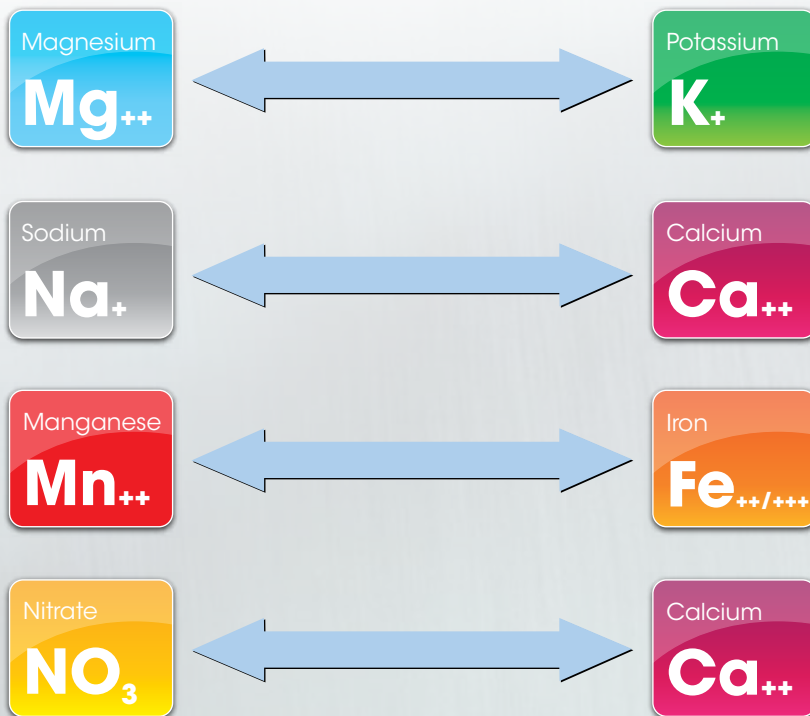 Magnesium
Mg++
Potassium
K+
Sodium
Na+
Calcium
Ca++
Manganese
Mn++
Iron
Fe++/+++
Nitrate
NO3
Calcium
Ca++